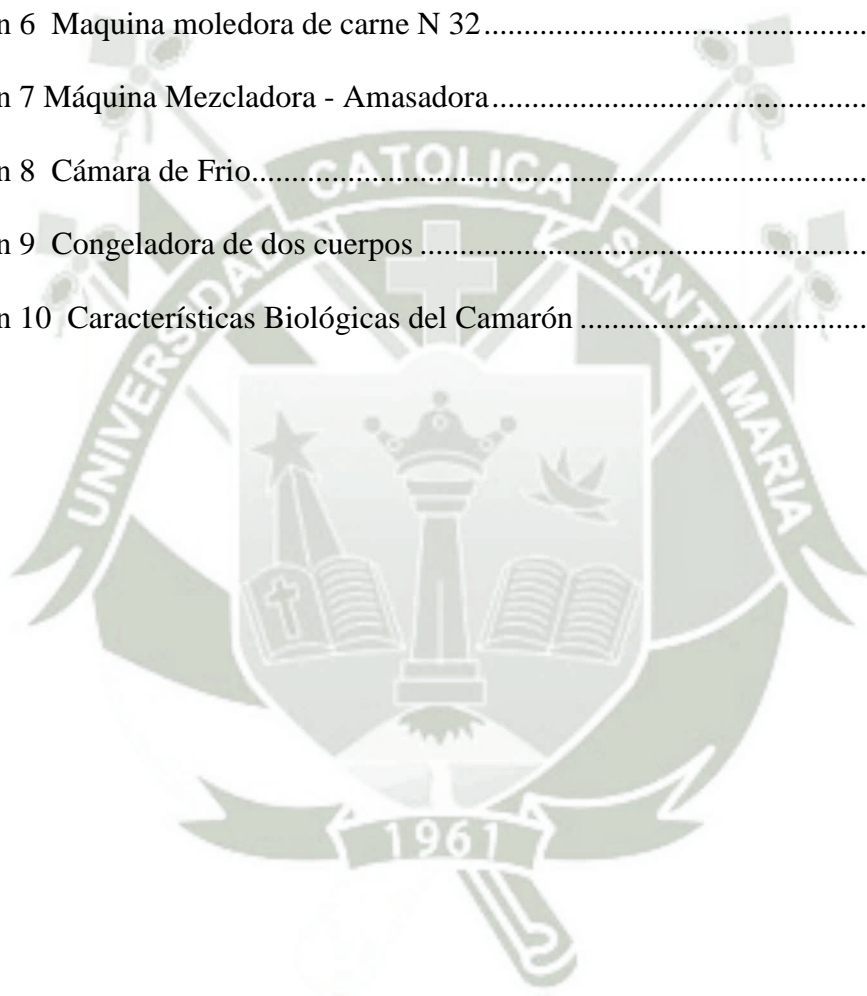 n 6 Maquina moledora de carne N 32................................................
n 7 Máquina Mezcladora - Amasadora...............................................
n 8 Cámara de Frio..............................................................................
n 9 Congeladora de dos cuerpos .........................................................
n 10 Características Biológicas del Camarón .....................................
UNIVERSIDAD CATOLICA SANTA MARIA
1961